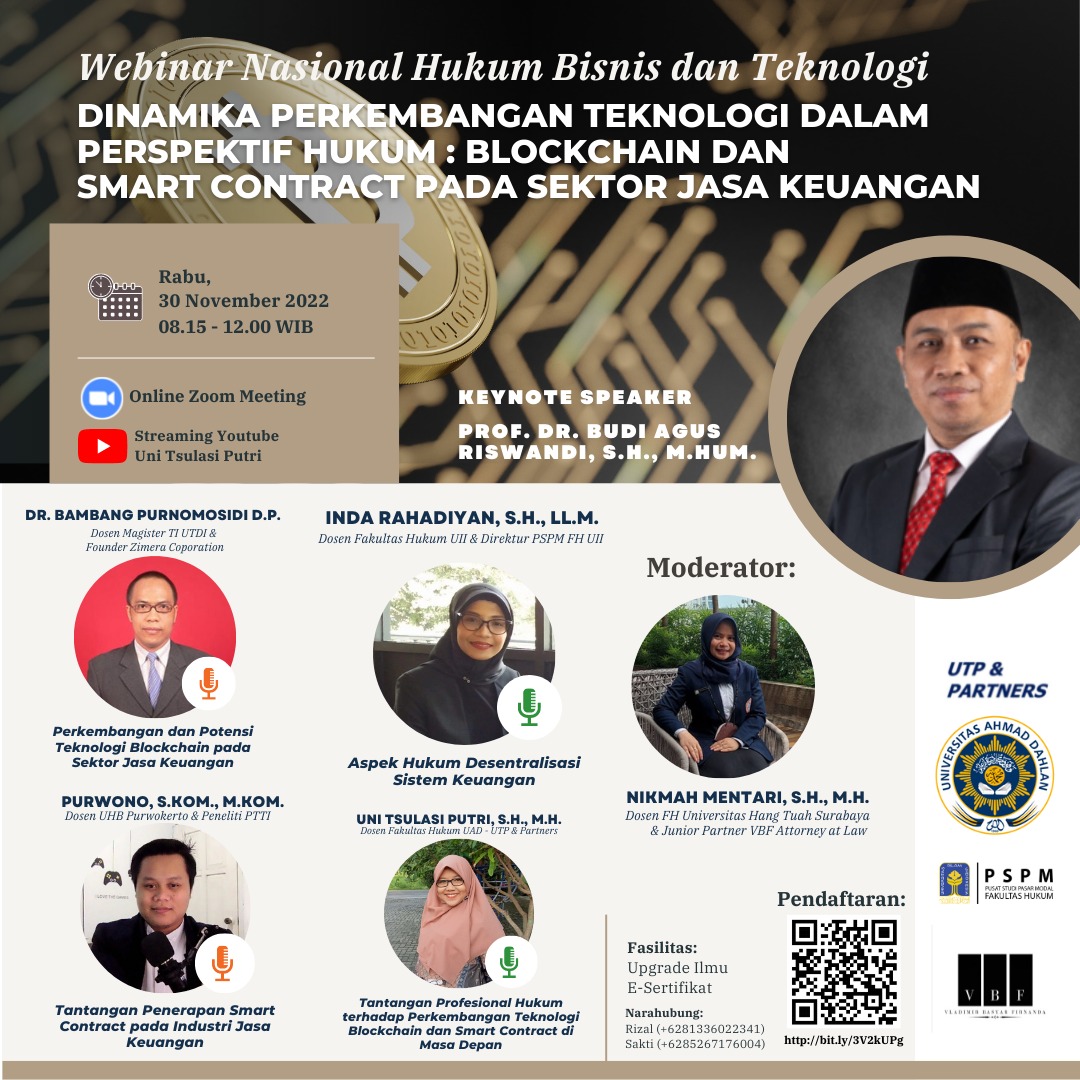 Webinar Nasional Hukum Bisnis dan Teknologi
DINAMIKA PERKEMBANGAN TEKNOLOGI DALAM
PERSPEKTIF HUKUM : BLOCKCHAIN DAN
SMART CONTRACT PADA SEKTOR JASA KEUANGAN
Rabu,
30 November 2022
08.15 - 12.00 WIB
Online Zoom Meeting
Streaming Youtube
Uni Tsulasi Putri
KEYNOTE SPEAKER
PROF. DR. BUDI AGUS
RISWANDI, S.H., M.HUM.
DR. BAMBANG PURNOMOSIDI D.P.
Dosen Magister TI UTDI &
Founder Zimera Coporation
Perkembangan dan Potensi
Teknologi Blockchain pada
Sektor Jasa Keuangan
INDA RAHADIYAN, S.H., LL.M.
Dosen Fakultas Hukum UII & Direktur PSPM FH UII
Aspek Hukum Desentralisasi
Sistem Keuangan
Moderator:
NIKMAH MENTARI, S.H., M.H.
Dosen FH Universitas Hang Tuah Surabaya
& Junior Partner VBF Attorney at Law
PURWONO, S.KOM., M.KOM.
Dosen UHB Purwokerto & Peneliti PTTI
I LOVE THE GAMES
Tantangan Penerapan Smart
Contract pada Industri Jasa
Keuangan
UNI TSULASI PUTRI, S.H., M.H.
Dosen Fakultas Hukum UAD - UTP & Partners
Tantangan Profesional Hukum
terhadap Perkembangan Teknologi
Blockchain dan Smart Contract di
Masa Depan
Fasilitas:
Upgrade Ilmu
E-Sertifikat
Narahubung:
Rizal (+6281336022341)
Sakti (+6285267176004)
Pendaftaran:
http://bit.ly/3V2kUPg
UTP &
PARTNERS
UNIVERSITAS AHMAD DAHLAN
PSPM
PUSAT STUDI PASAR MODAL
FAKULTAS HUKUM
VBF
VLADIMIR BASTAR FIRNANDA